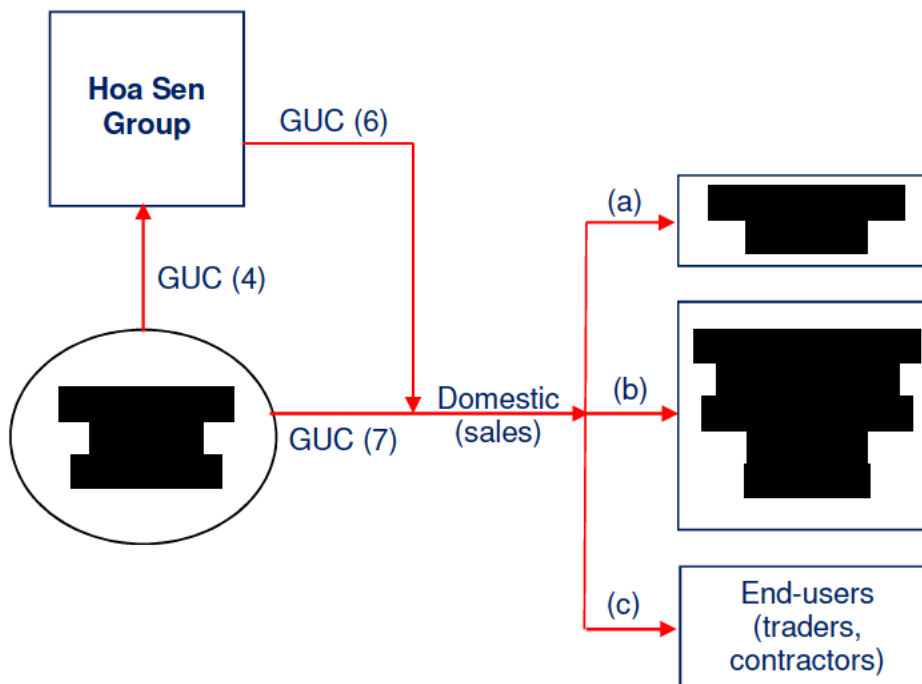 Hoa Sen
Group
GUC (6)
(a)
GUC (4)
(b)
Domestic
(sales)
GUC (7)
(c)
End-users
(traders,
contractors)